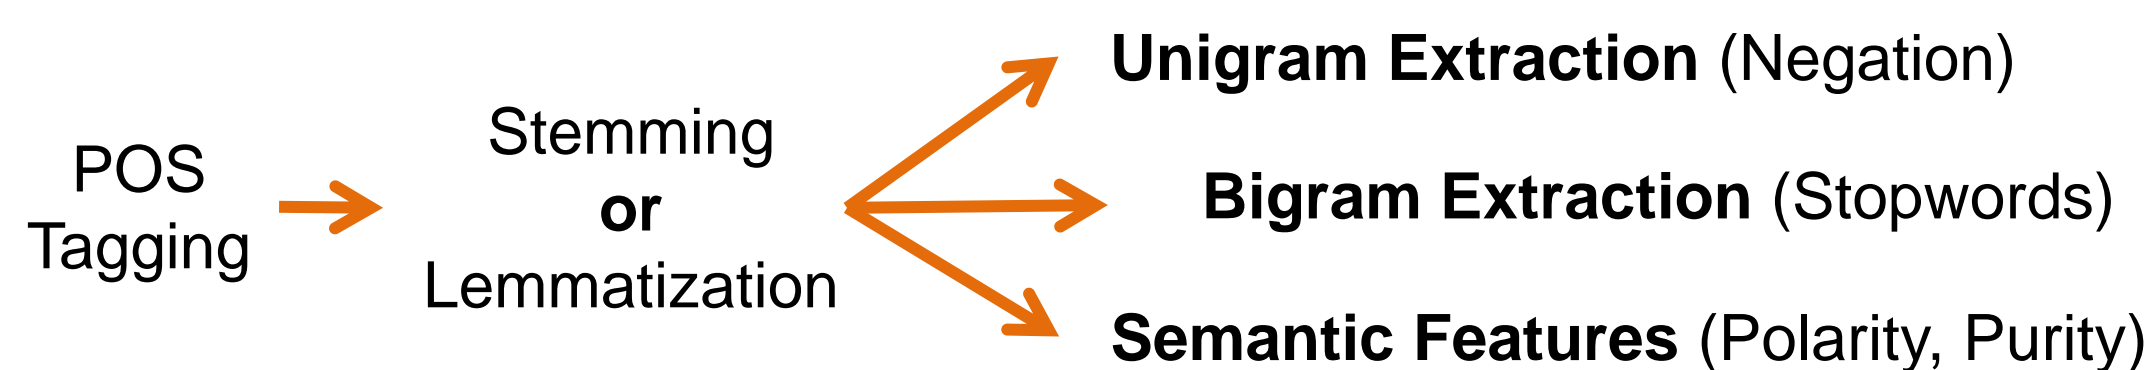 POS
Tagging
Stemming
or
Lemmatization
Unigram Extraction (Negation)
Bigram Extraction (Stopwords)
Semantic Features (Polarity, Purity)